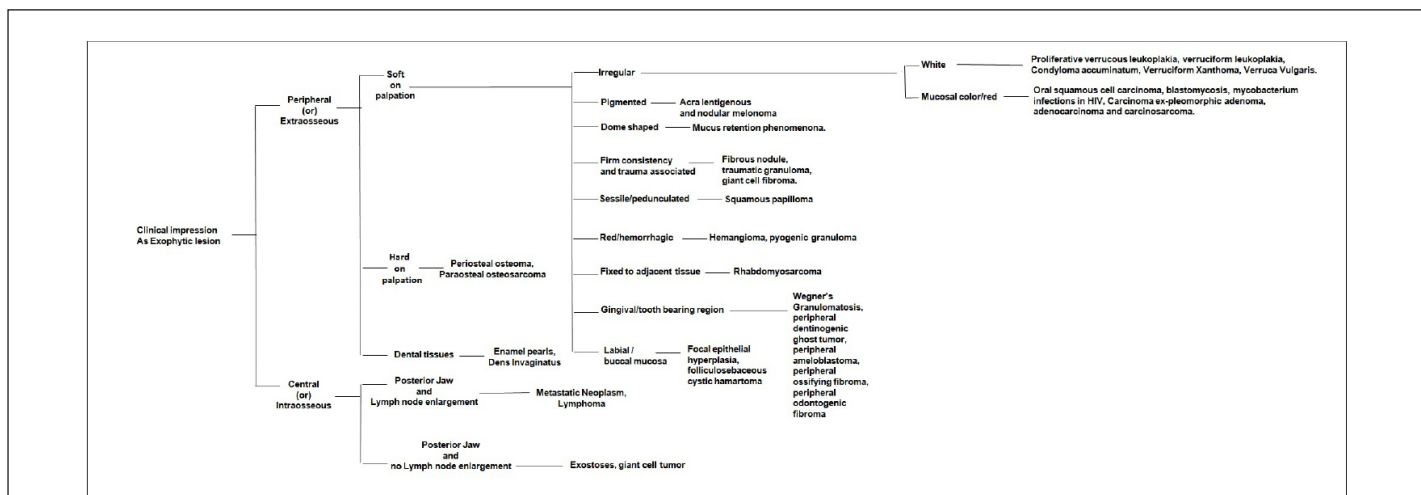 Clinical impression
As Exophytic lesion
Peripheral
(or)
Extraosseous
Soft
on
palpation
Irregular
White
Proliferative verrucous leukoplakia, verruciform leukoplakia,
Condyloma accuminatum, Verruciform Xanthoma, Verruca Vulgaris.
Mucosal color/red
Oral squamous cell carcinoma, blastomycosis, mycobacterium
infections in HIV, Carcinoma ex-pleomorphic adenoma,
adenocarcinoma and carcinosarcoma.
Pigmented
Acra lentigenous
and nodular melonoma
Dome shaped
Mucus retention phenomenona.
Firm consistency
and trauma associated
Fibrous nodule,
traumatic granuloma,
giant cell fibroma.
Sessile/pedunculated
Squamous papilloma
Red/hemorrhagic
Hemangioma, pyogenic granuloma
Fixed to adjacent tissue
Rhabdomyosarcoma
Gingival/tooth bearing region
Wegner's
Granulomatosis,
peripheral
dentinogenic
ghost tumor,
peripheral
ameloblastoma,
peripheral
ossifying fibroma,
peripheral
odontogenic
fibroma
Labial /
buccal mucosa
Focal epithelial
hyperplasia,
folliculosebaceous
cystic hamartoma
Hard
on
palpation
Periosteal osteoma,
Paraosteal osteosarcoma
Dental tissues
Enamel pearls,
Dens Invaginatus
Central
(or)
Intraosseous
Posterior Jaw
and
Lymph node enlargement
Metastatic Neoplasm,
Lymphoma
Posterior Jaw
and
no Lymph node enlargement
Exostoses, giant cell tumor